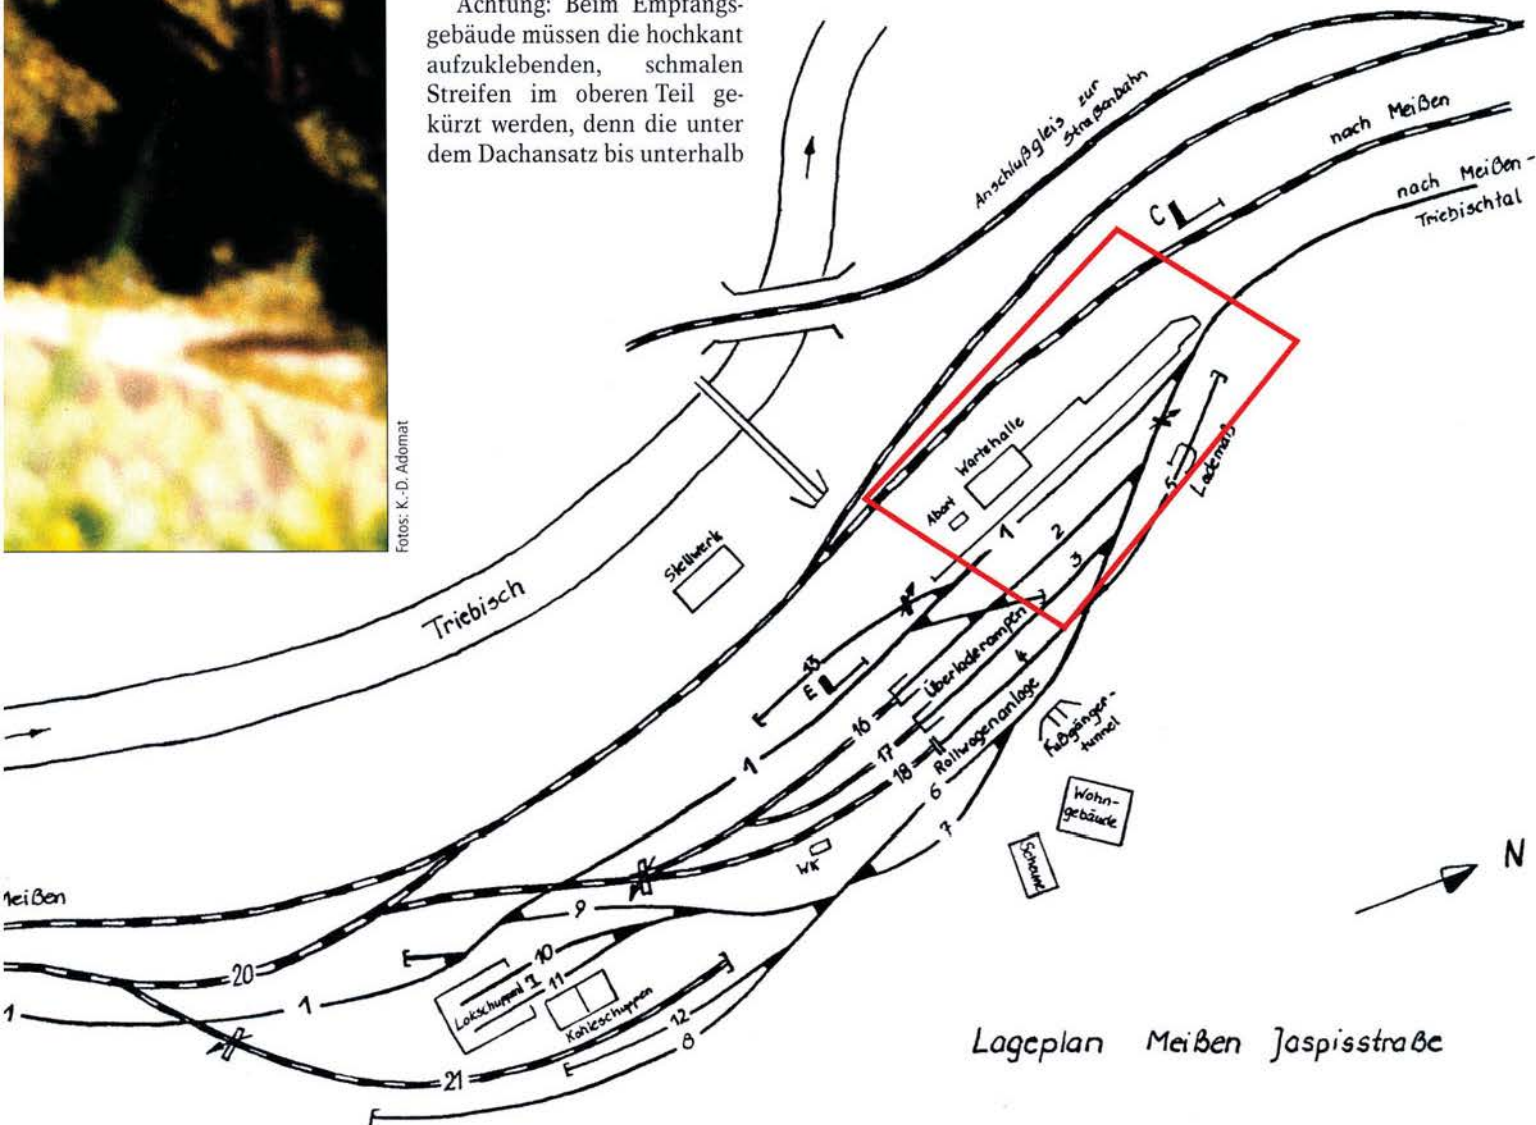 Achtung: Beim Empfangs-
gebäude müssen die hochkant
aufzuklebenden, schmalen
Streifen im oberen Teil ge-
kürzt werden, denn die unter
dem Dachansatz bis unterhalb
Fotos: K.-D. Adomat
Anschlußgleis zur
Straßenbahn
nach Meißen
nach Meißen-
Triebischtal
C
Wartehalle
Abort
Lademaß
5
1
2
3
Stellwerk
Triebisch
13
E
Überladerampen
4
16
17
18
Rollwagenanlage
6
7
Fußgänger-
tunnel
Wohn-
gebäude
Scheune
WK
1
N
eißen
9
10
11
20
1
1
Lokschuppen
Kohleschuppen
12
8
21
Lageplan Meißen Jaspisstraße